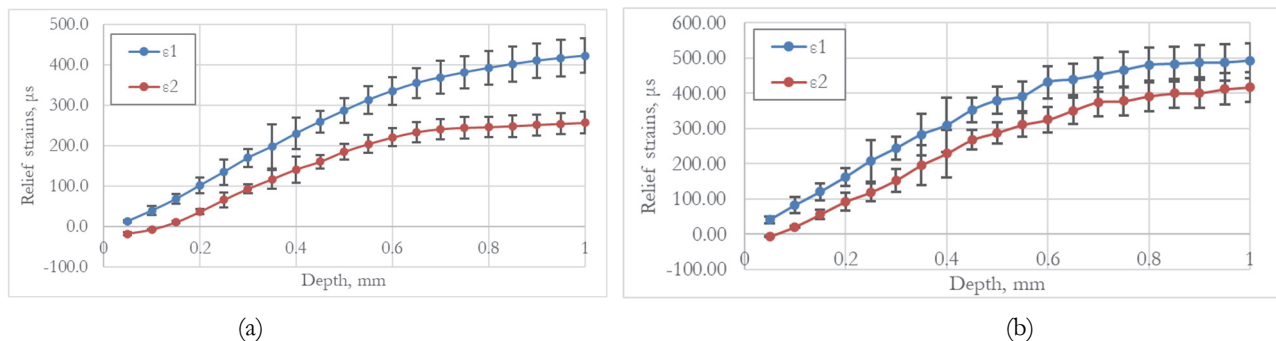 500.0
400.0
300.0
200.0
100.0
0.0
-100.0
Relief strains, µs
ε1
ε2
0 0.2 0.4 0.6 0.8 1
Depth, mm
(a)
600.00
500.00
400.00
300.00
200.00
100.00
0.00
-100.00
Relief strains, µs
ε1
ε2
0 0.2 0.4 0.6 0.8 1
Depth, mm
(b)